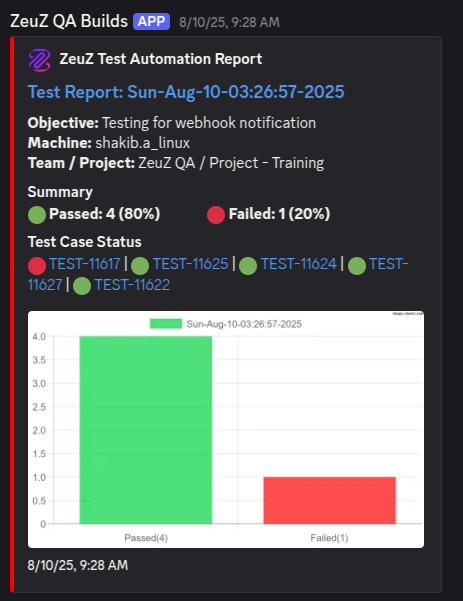 ZeuZ QA Builds APP 8/10/25, 9:28 AM
ZeuZ Test Automation Report
Test Report: Sun-Aug-10-03:26:57-2025
Objective: Testing for webhook notification
Machine: shakib.a_linux
Team / Project: ZeuZ QA / Project - Training
Summary
Passed: 4 (80%) Failed: 1 (20%)
Test Case Status
TEST-11617 | TEST-11625 | TEST-11624 | TEST-
11627 | TEST-11622
image-charts.com
Sun-Aug-10-03:26:57-2025
4.0
3.5
3.0
2.5
2.0
1.5
1.0
0.5
0
Passed(4) Failed(1)
8/10/25, 9:28 AM